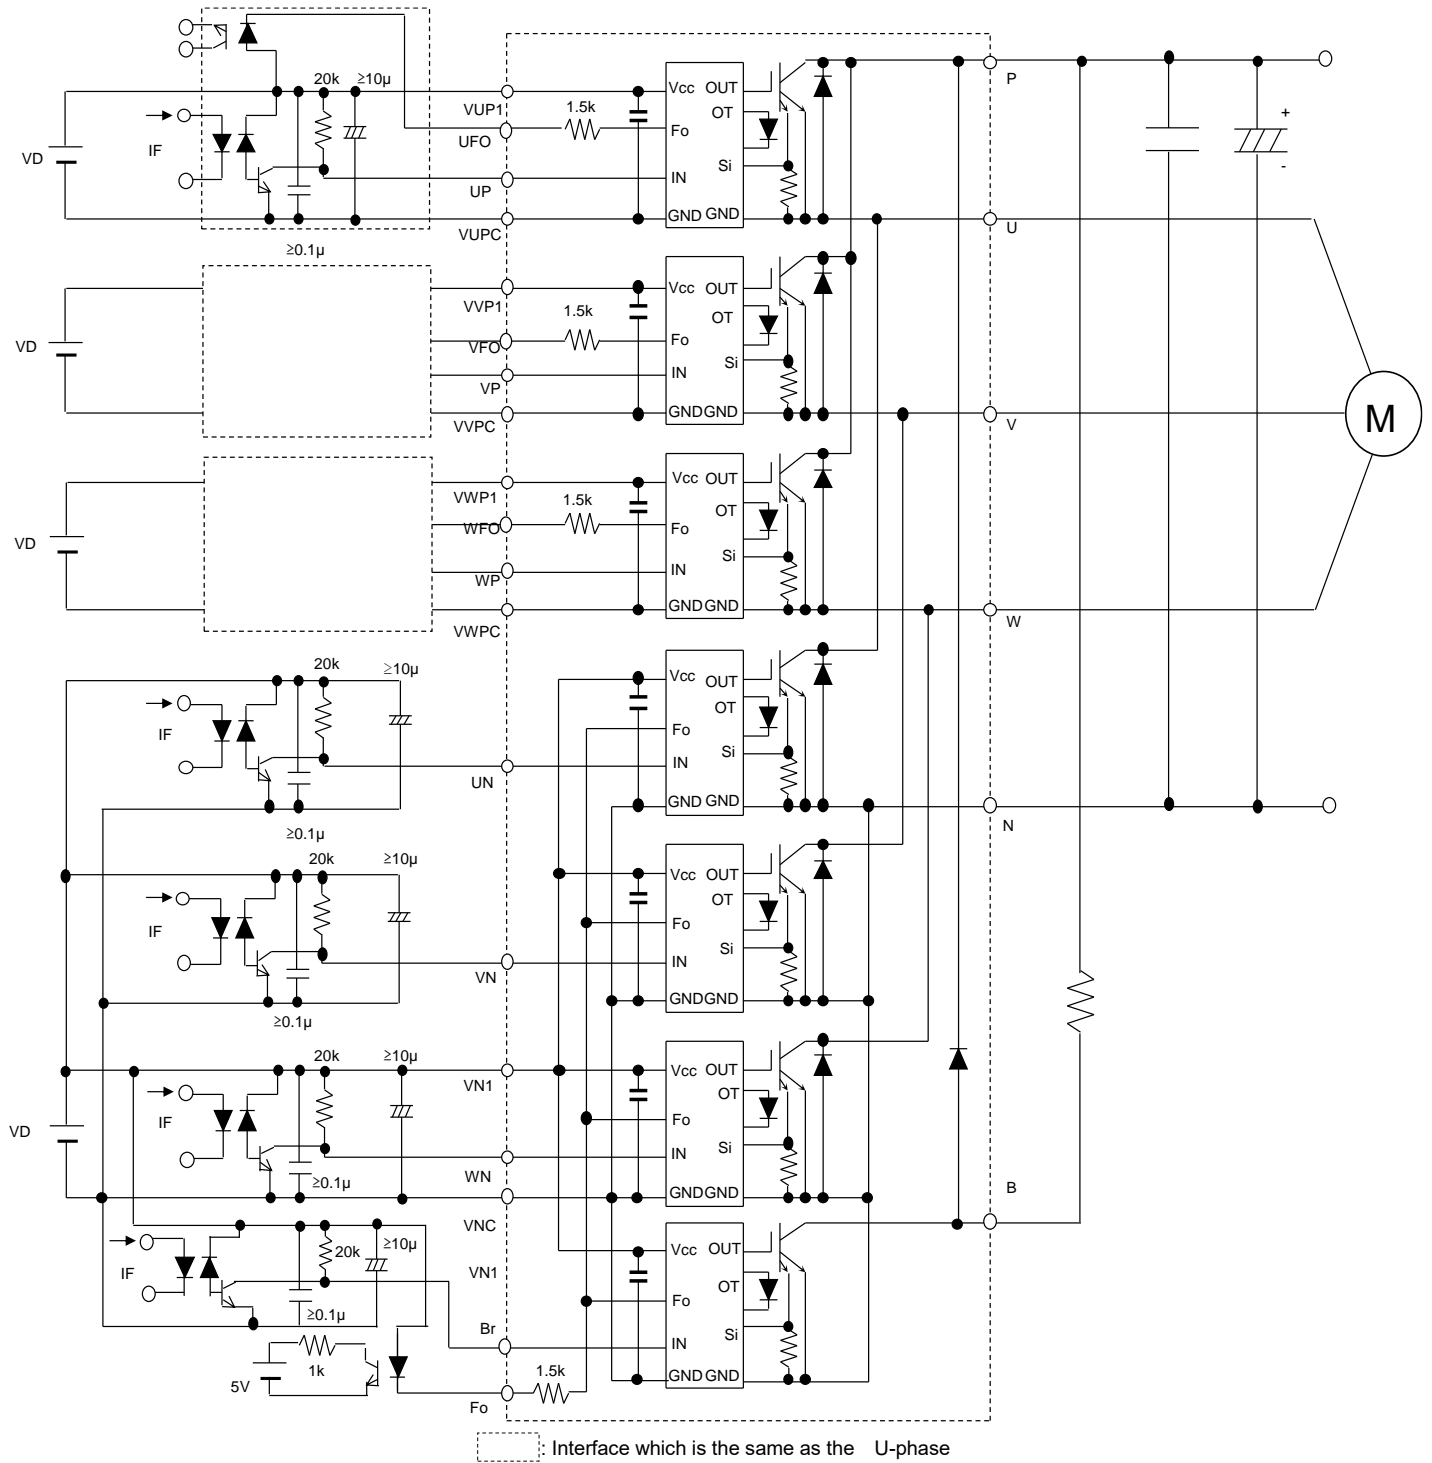 20k
≥10µ
VUP1
1.5k
Vcc
OUT
P
UFO
OT
+
Fo
IF
VD
Si
-
UP
IN
GND
GND
VUPC
U
≥0.1µ
VVP1
1.5k
Vcc
OUT
OT
VD
VFO
Fo
Si
VP
IN
VVPC
GND
GND
V
M
VWP1
1.5k
Vcc
OUT
OT
WFO
Fo
VD
Si
WP
IN
GND
GND
VWPC
W
20k
≥10µ
Vcc
OUT
OT
IF
Fo
Si
UN
IN
GND
GND
N
≥0.1µ
20k
≥10µ
Vcc
OUT
OT
IF
Fo
Si
VN
IN
GND
GND
≥0.1µ
20k
≥10µ
VN1
Vcc
OUT
OT
IF
Fo
VD
Si
WN
IN
≥0.1µ
GND
GND
B
VNC
20k
≥10µ
Vcc
OUT
IF
VN1
OT
≥0.1µ
Fo
Br
Si
IN
1k
1.5k
GND
GND
5V
Fo
: Interface which is the same as the U-phase